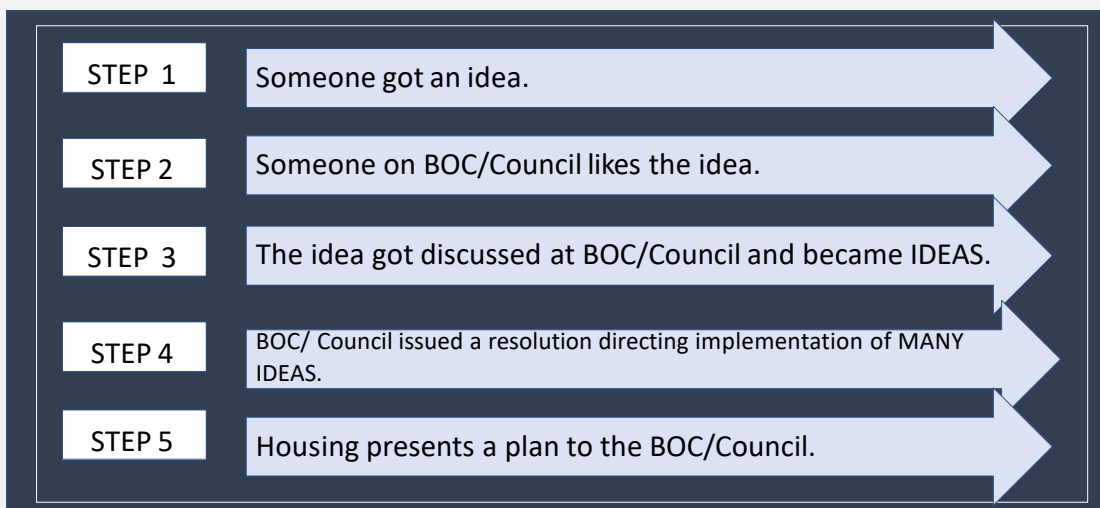 STEP 1
Someone got an idea.
STEP 2
Someone on BOC/Council likes the idea.
STEP 3
The idea got discussed at BOC/Council and became IDEAS.
STEP 4
BOC/ Council issued a resolution directing implementation of MANY
IDEAS.
STEP 5
Housing presents a plan to the BOC/Council.